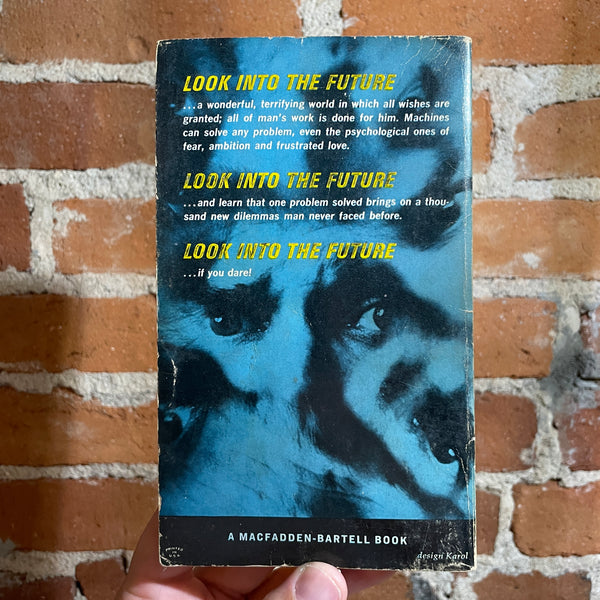 LOOK INTO THE FUTURE
...a wonderful, terrifying world in which all wishes are
granted; all of man's work is done for him. Machines
can solve any problem, even the psychological ones of
fear, ambition and frustrated love.
LOOK INTO THE FUTURE
...and learn that one problem solved brings on a thou-
sand new dilemmas man never faced before.
LOOK INTO THE FUTURE
...if you dare!
A MACFADDEN-BARTELL BOOK
PRINTED
IN
U.S.A.
design Karol